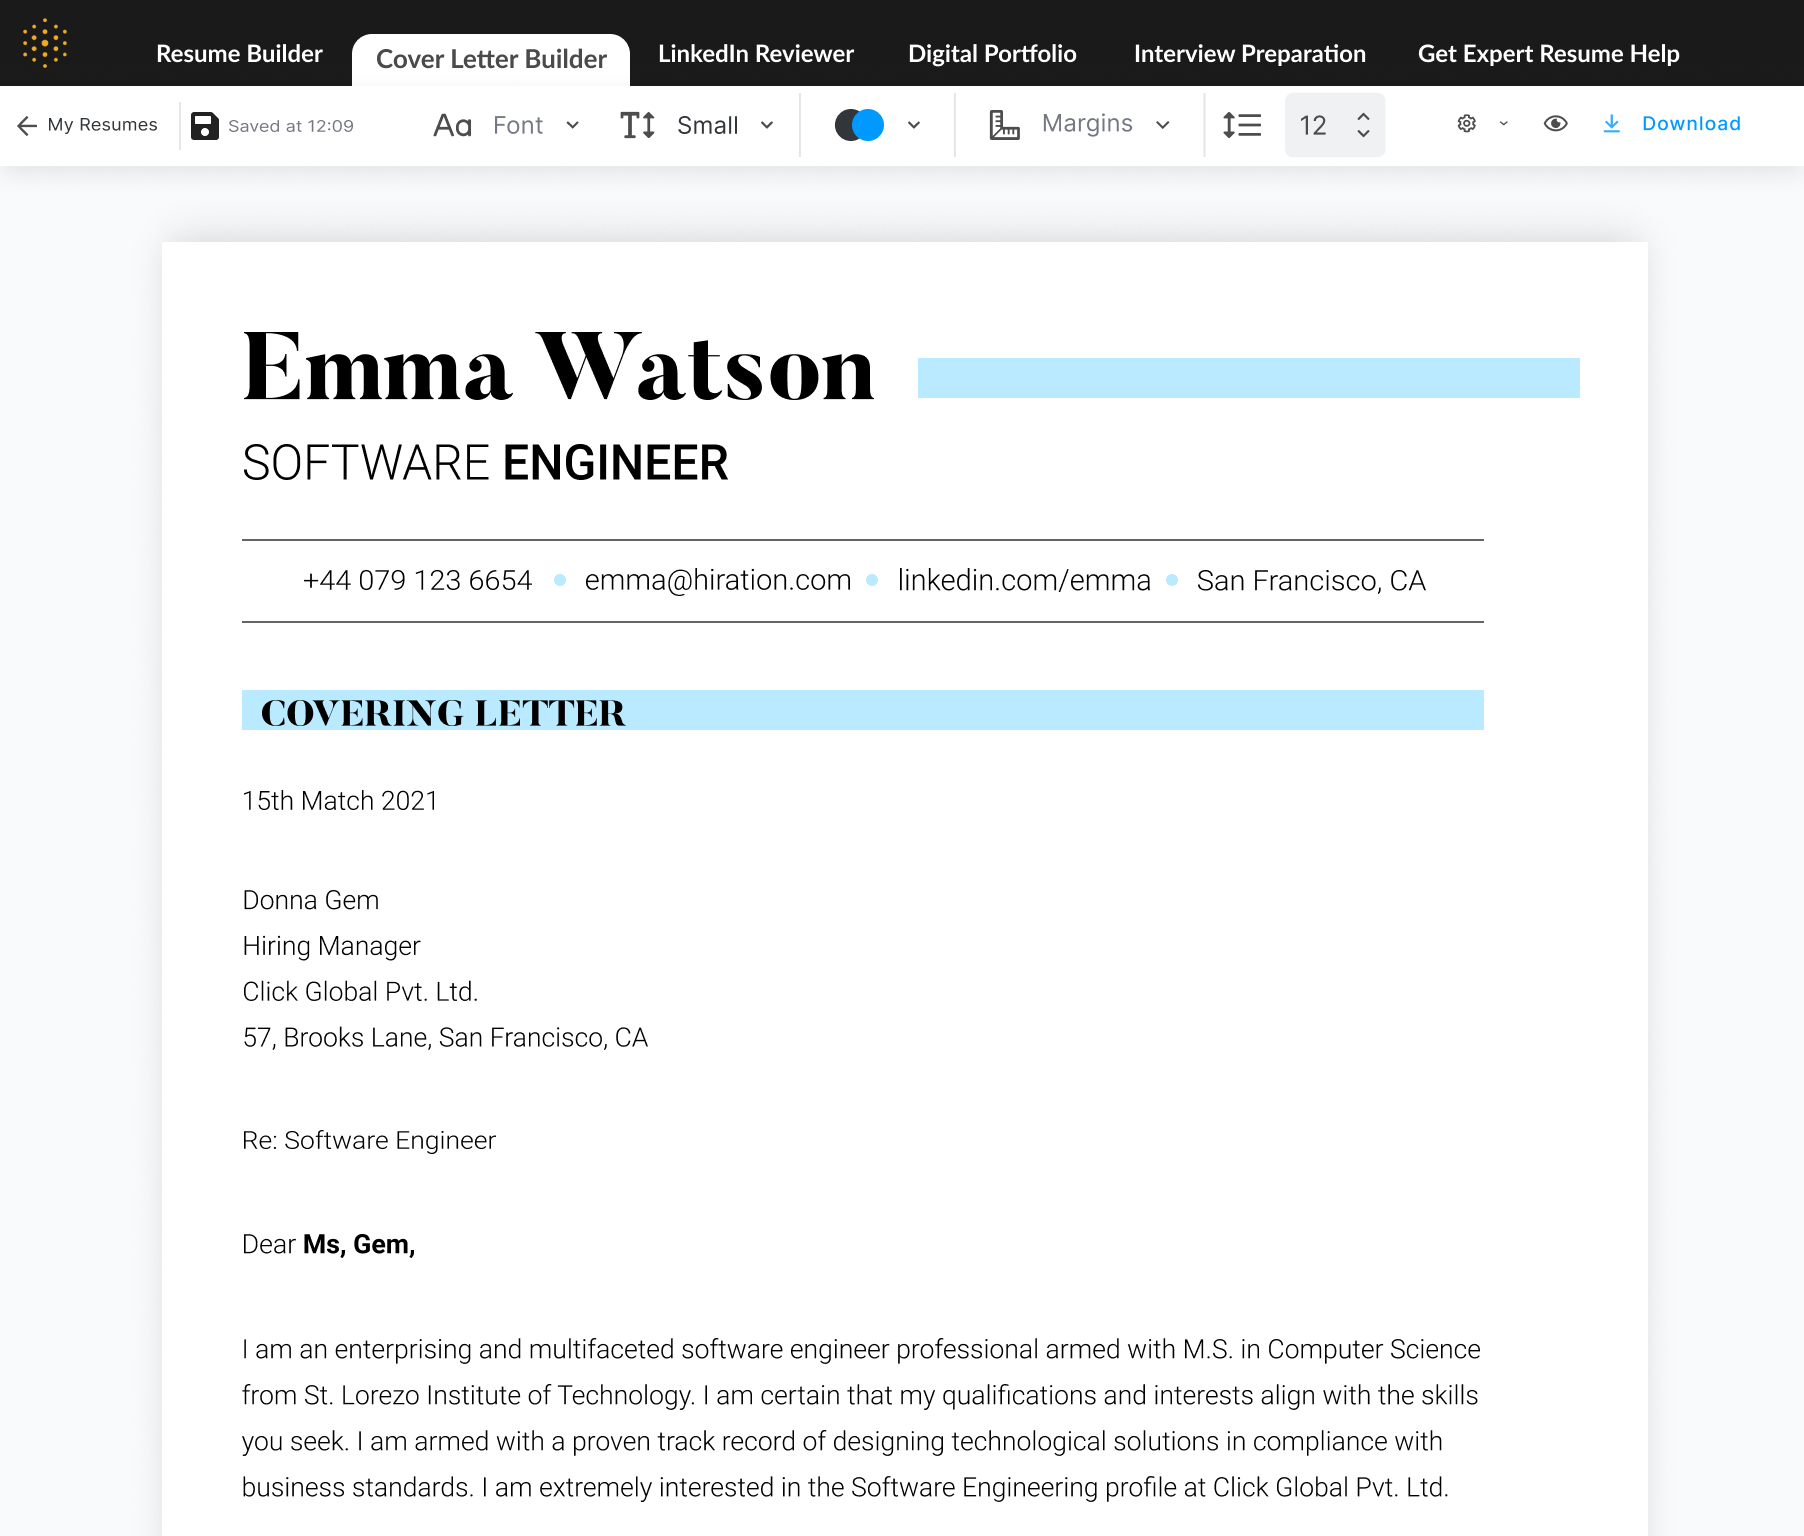 Resume Builder
Cover Letter Builder
LinkedIn Reviewer
Digital Portfolio
Interview Preparation
Get Expert Resume Help
My Resumes
Saved at 12:09
Aa Font
TI Small
Margins
12
Download
Emma Watson
SOFTWARE ENGINEER
+44 079 123 6654 • emma@hiration.com • linkedin.com/emma • San Francisco, CA
COVERING LETTER
15th Match 2021
Donna Gem
Hiring Manager
Click Global Pvt. Ltd.
57, Brooks Lane, San Francisco, CA
Re: Software Engineer
Dear Ms, Gem,
I am an enterprising and multifaceted software engineer professional armed with M.S. in Computer Science
from St. Lorezo Institute of Technology. I am certain that my qualifications and interests align with the skills
you seek. I am armed with a proven track record of designing technological solutions in compliance with
business standards. I am extremely interested in the Software Engineering profile at Click Global Pvt. Ltd.